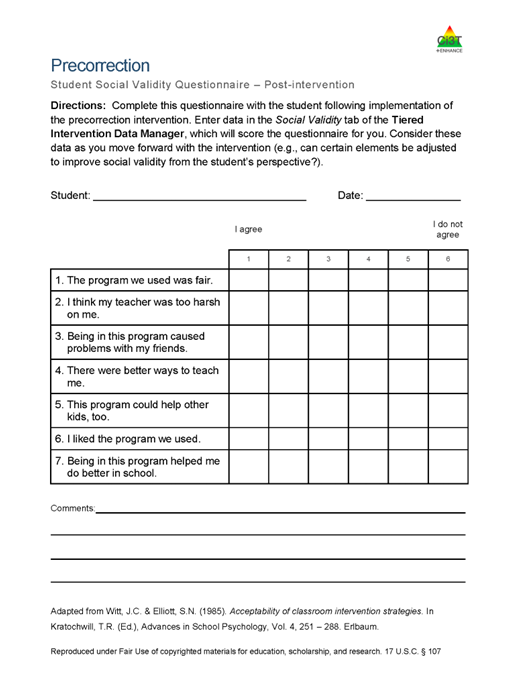 Ci3T
ENHANCE
Precorrection
Student Social Validity Questionnaire – Post-intervention
Directions: Complete this questionnaire with the student following implementation of
the precorrection intervention. Enter data in the Social Validity tab of the Tiered
Intervention Data Manager, which will score the questionnaire for you. Consider these
data as you move forward with the intervention (e.g., can certain elements be adjusted
to improve social validity from the student's perspective?).
Student: Date:
I agree I do not
agree
1 2 3 4 5 6
1. The program we used was fair.
2. I think my teacher was too harsh
on me.
3. Being in this program caused
problems with my friends.
4. There were better ways to teach
me.
5. This program could help other
kids, too.
6. I liked the program we used.
7. Being in this program helped me
do better in school.
Comments:
Adapted from Witt, J.C. & Elliott, S.N. (1985). Acceptability of classroom intervention strategies. In
Kratochwill, T.R. (Ed.), Advances in School Psychology, Vol. 4, 251 – 288. Erlbaum.
Reproduced under Fair Use of copyrighted materials for education, scholarship, and research. 17 U.S.C. § 107